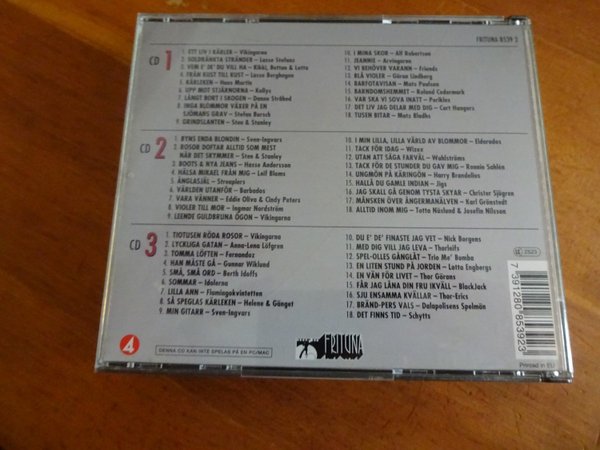 FRITUNA 8539 2
CD 1
1. ETT LIV I KÄRLEK – Vikingarna
2. SOLDRÄNKTA STRÄNDER – Lasse Stefanz
3. VEM E' DE' DU VILL HA – Kikki, Bettan & Lotta
4. FRÅN KUST TILL KUST – Lasse Berghagen
5. KÄRLEKEN – Hans Martin
6. UPP MOT STJÄRNORNA – Kellys
7. LÅNGT BORT I SKOGEN – Danne Stråhed
8. INGA BLOMMOR VÄXER PÅ EN
SJÖMANS GRAV – Stefan Borsch
9. GRINDSLANTEN – Sten & Stanley
10. I MINA SKOR – Alf Robertson
11. JEANNIE – Arvingarna
12. VI BEHÖVER VARANN – Friends
13. BLÅ VIOLER – Göran Lindberg
14. BARFOTAVISAN – Mats Paulson
15. BARNDOMSHEMMET – Roland Cedermark
16. VAR SKA VI SOVA INATT – Perikles
17. DET LIV JAG DELAR MED DIG – Curt Haagers
18. TUSEN BITAR – Mats Bladhs
CD 2
1. BYNS ENDA BLONDIN – Sven-Ingvars
2. ROSOR DOFTAR ALLTID SOM MEST
NÄR DET SKYMMER – Sten & Stanley
3. BOOTS & NYA JEANS – Hasse Andersson
4. HÄLSA MIKAEL FRÅN MIG – Leif Bloms
5. ÄNGLASJÄL – Streaplers
6. VÄRLDEN UTANFÖR – Barbados
7. VARA VÄNNER – Eddie Oliva & Cindy Peters
8. VIOLER TILL MOR – Ingmar Nordström
9. LEENDE GULDBRUNA ÖGON – Vikingarna
10. I MIN LILLA, LILLA VÄRLD AV BLOMMOR – Eldorados
11. TACK FÖR IDAG – Wizex
12. UTAN ATT SÄGA FARVÄL – Wahlströms
13. TACK FÖR DE STUNDER DU GAV MIG – Ronnie Sahlén
14. UNGMÖN PÅ KÄRINGÖN – Harry Brandelius
15. HALLÅ DU GAMLE INDIAN – Jigs
16. JAG SKALL GÅ GENOM TYSTA SKYAR – Christer Sjögren
17. MÅNSKEN ÖVER ÅNGERMANÄLVEN – Karl Grönstedt
18. ALLTID INOM MIG – Totta Näslund & Josefin Nilsson
CD 3
1. TIOTUSEN RÖDA ROSOR – Vikingarna
2. LYCKLIGA GATAN – Anna-Lena Löfgren
3. TOMMA LÖFTEN – Fernandoz
4. HAN MÅSTE GÅ – Gunnar Wiklund
5. SMÅ, SMÅ ORD – Berth Idoffs
6. SOMMAR – Idolerna
7. LILLA ANN – Flamingokvintetten
8. SÅ SPEGLAS KÄRLEKEN – Helene & Gänget
9. MIN GITARR – Sven-Ingvars
10. DU E' DE' FINASTE JAG VET – Nick Borgens
11. MED DIG VILL JAG LEVA – Thorleifs
12. SPEL-OLLES GÅNGLÅT – Trio Me' Bumba
13. EN LITEN STUND PÅ JORDEN – Lotta Engbergs
14. EN VÄN FÖR LIVET – Thor Görans
15. FÅR JAG LÅNA DIN FRU IKVÄLL – BlackJack
16. SJU ENSAMMA KVÄLLAR – Thor-Erics
17. BRÄND-PERS VALS – Dalapolisens Spelmän
18. DET FINNS TID – Schytts
4
DENNA CD KAN INTE SPELAS PÅ EN PC/MAC
FRITUNA
7 391280 853923
Printed in EU